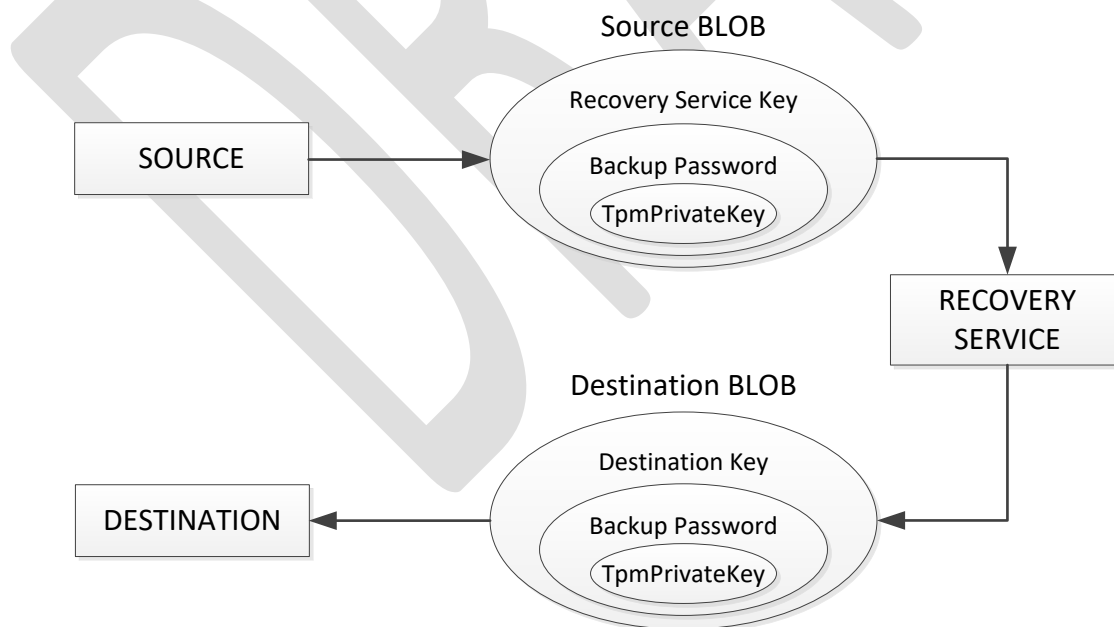 Source BLOB
Recovery Service Key
SOURCE
Backup Password
TpmPrivateKey
RECOVERY
SERVICE
Destination BLOB
Destination Key
DESTINATION
Backup Password
TpmPrivateKey